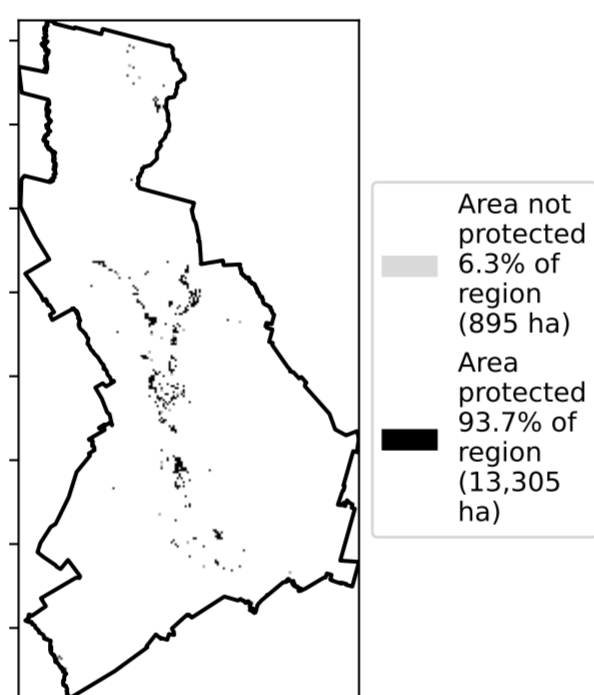 Area not
protected
6.3% of
region
(895 ha)
Area
protected
93.7% of
region
(13,305
ha)